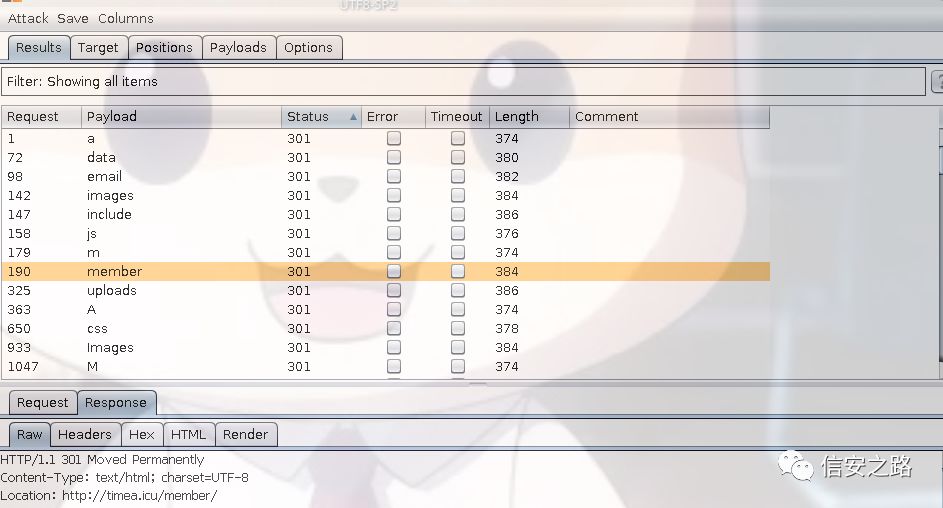 UTF8-SP2
Attack Save Columns
Results Target Positions Payloads Options
Filter: Showing all items
?
Request Payload Status ▲ Error Timeout Length Comment
1 a 301 374
72 data 301 380
98 email 301 382
142 images 301 384
147 include 301 386
158 js 301 376
179 m 301 374
190 member 301 384
325 uploads 301 386
363 A 301 374
650 css 301 378
933 Images 301 384
1047 M 301 374
Request Response
Raw Headers Hex HTML Render
HTTP/1.1 301 Moved Permanently
Content-Type: text/html; charset=UTF-8
Location: http://timea.icu/member/
信安之路